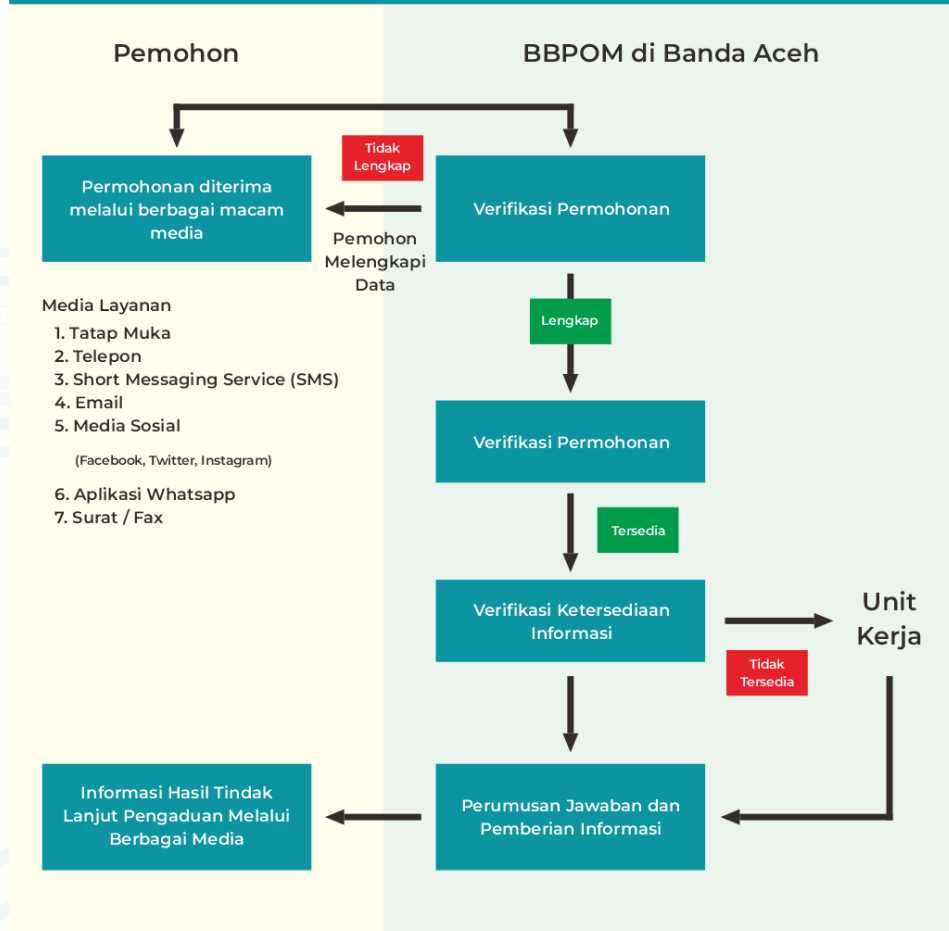 Pemohon
BBPOM di Banda Aceh
Tidak
Lengkap
Permohonan diterima
melalui berbagai macam
media
Verifikasi Permohonan
Pemohon
Melengkapi
Data
Media Layanan
1. Tatap Muka
2. Telepon
3. Short Messaging Service (SMS)
4. Email
5. Media Sosial
(Facebook, Twitter, Instagram)
6. Aplikasi Whatsapp
7. Surat / Fax
Lengkap
Verifikasi Permohonan
Tersedia
Verifikasi Ketersediaan
Informasi
Unit
Kerja
Tidak
Tersedia
Perumusan Jawaban dan
Pemberian Informasi
Informasi Hasil Tindak
Lanjut Pengaduan Melalui
Berbagai Media